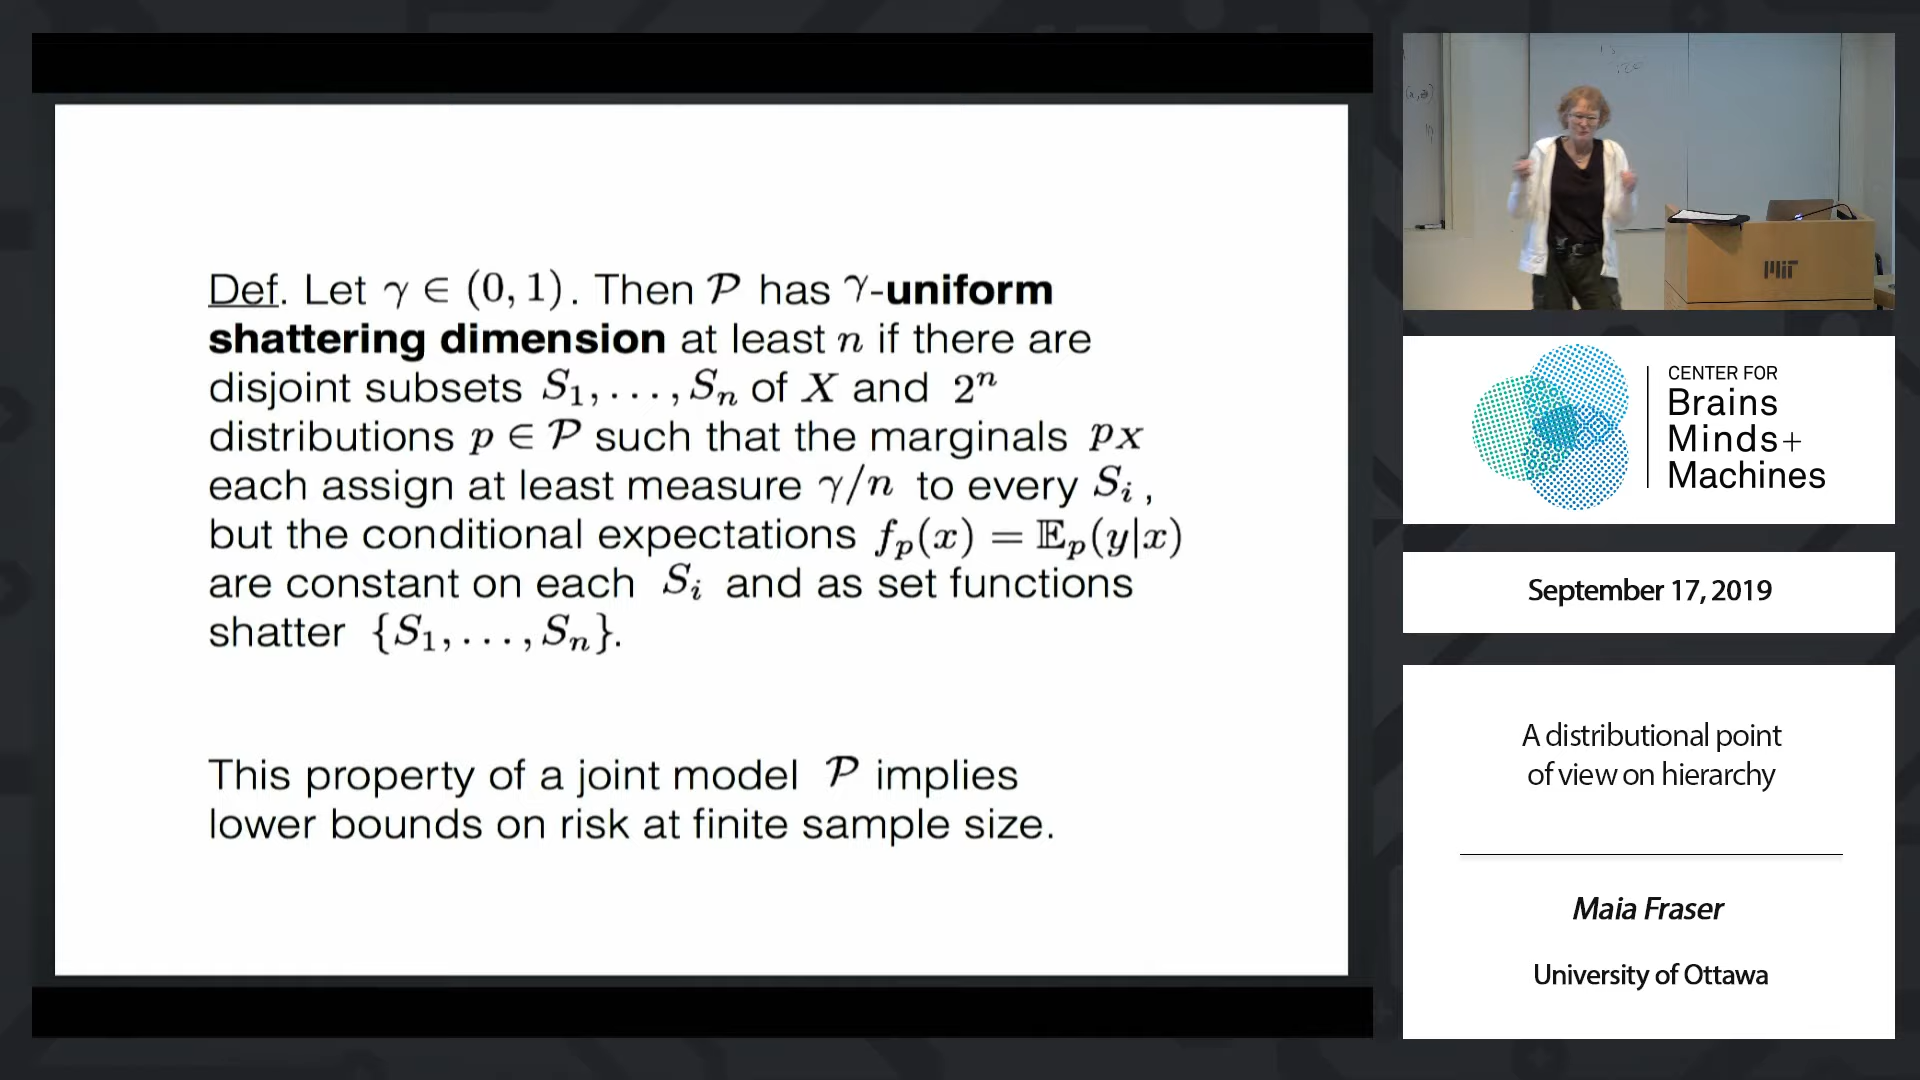 Def. Let γ ∈ (0, 1). Then 𝒫 has γ-uniform
shattering dimension at least n if there are
disjoint subsets S₁, . . . , Sₙ of X and 2ⁿ
distributions p ∈ 𝒫 such that the marginals p_X
each assign at least measure γ/n to every Sᵢ ,
but the conditional expectations f_p(x) = 𝔼_p(y|x)
are constant on each Sᵢ and as set functions
shatter {S₁, . . . , Sₙ}.
This property of a joint model 𝒫 implies
lower bounds on risk at finite sample size.
MIT
CENTER FOR
Brains
Minds+
Machines
September 17, 2019
A distributional point
of view on hierarchy
Maia Fraser
University of Ottawa